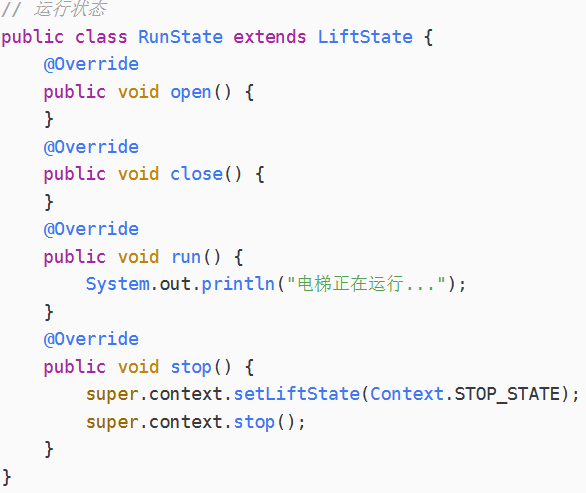 // 运行状态
public class RunState extends LiftState {
    @Override
    public void open() {
    }
    @Override
    public void close() {
    }
    @Override
    public void run() {
        System.out.println("电梯正在运行...");
    }
    @Override
    public void stop() {
        super.context.setLiftState(Context.STOP_STATE);
        super.context.stop();
    }
}